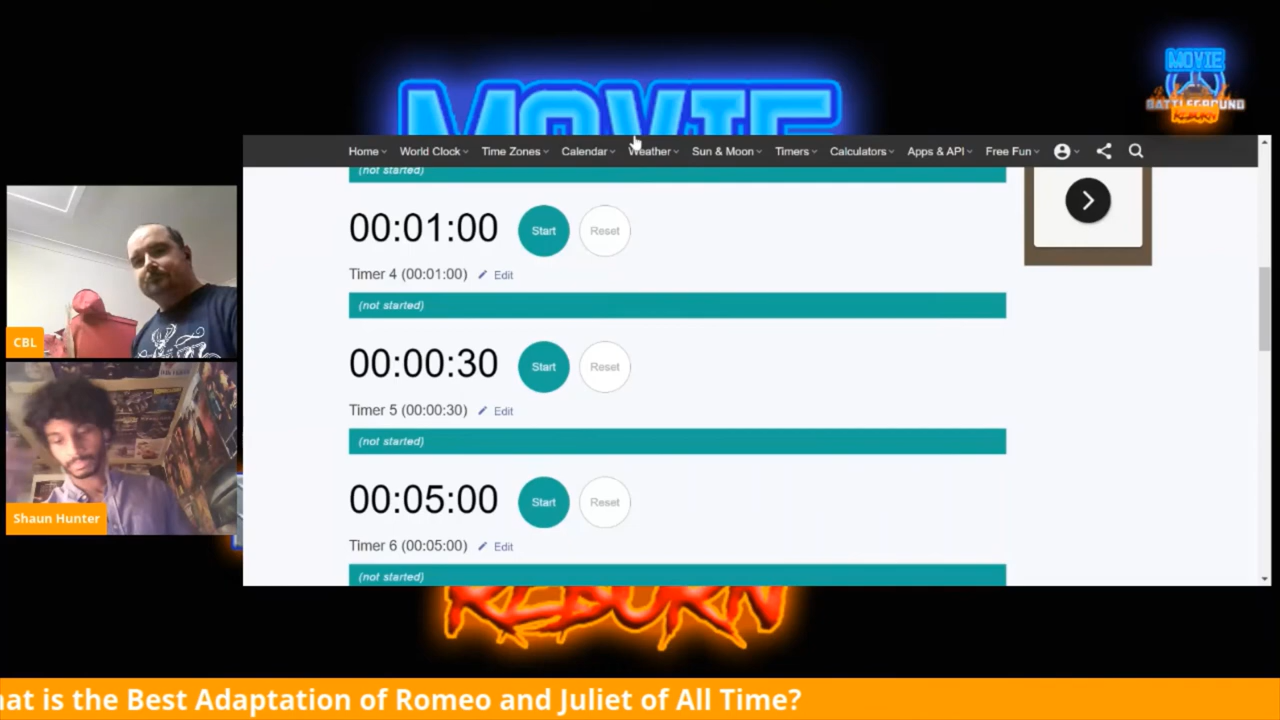 MOVIE
MOVIE
BATTLEGROUND
REBORN
Home World Clock Time Zones Calendar Weather Sun & Moon Timers Calculators Apps & API Free Fun
(not started)
00:01:00 Start Reset
Timer 4 (00:01:00) Edit
(not started)
00:00:30 Start Reset
Timer 5 (00:00:30) Edit
(not started)
00:05:00 Start Reset
Timer 6 (00:05:00) Edit
(not started)
CBL
Shaun Hunter
REBORN
at is the Best Adaptation of Romeo and Juliet of All Time?